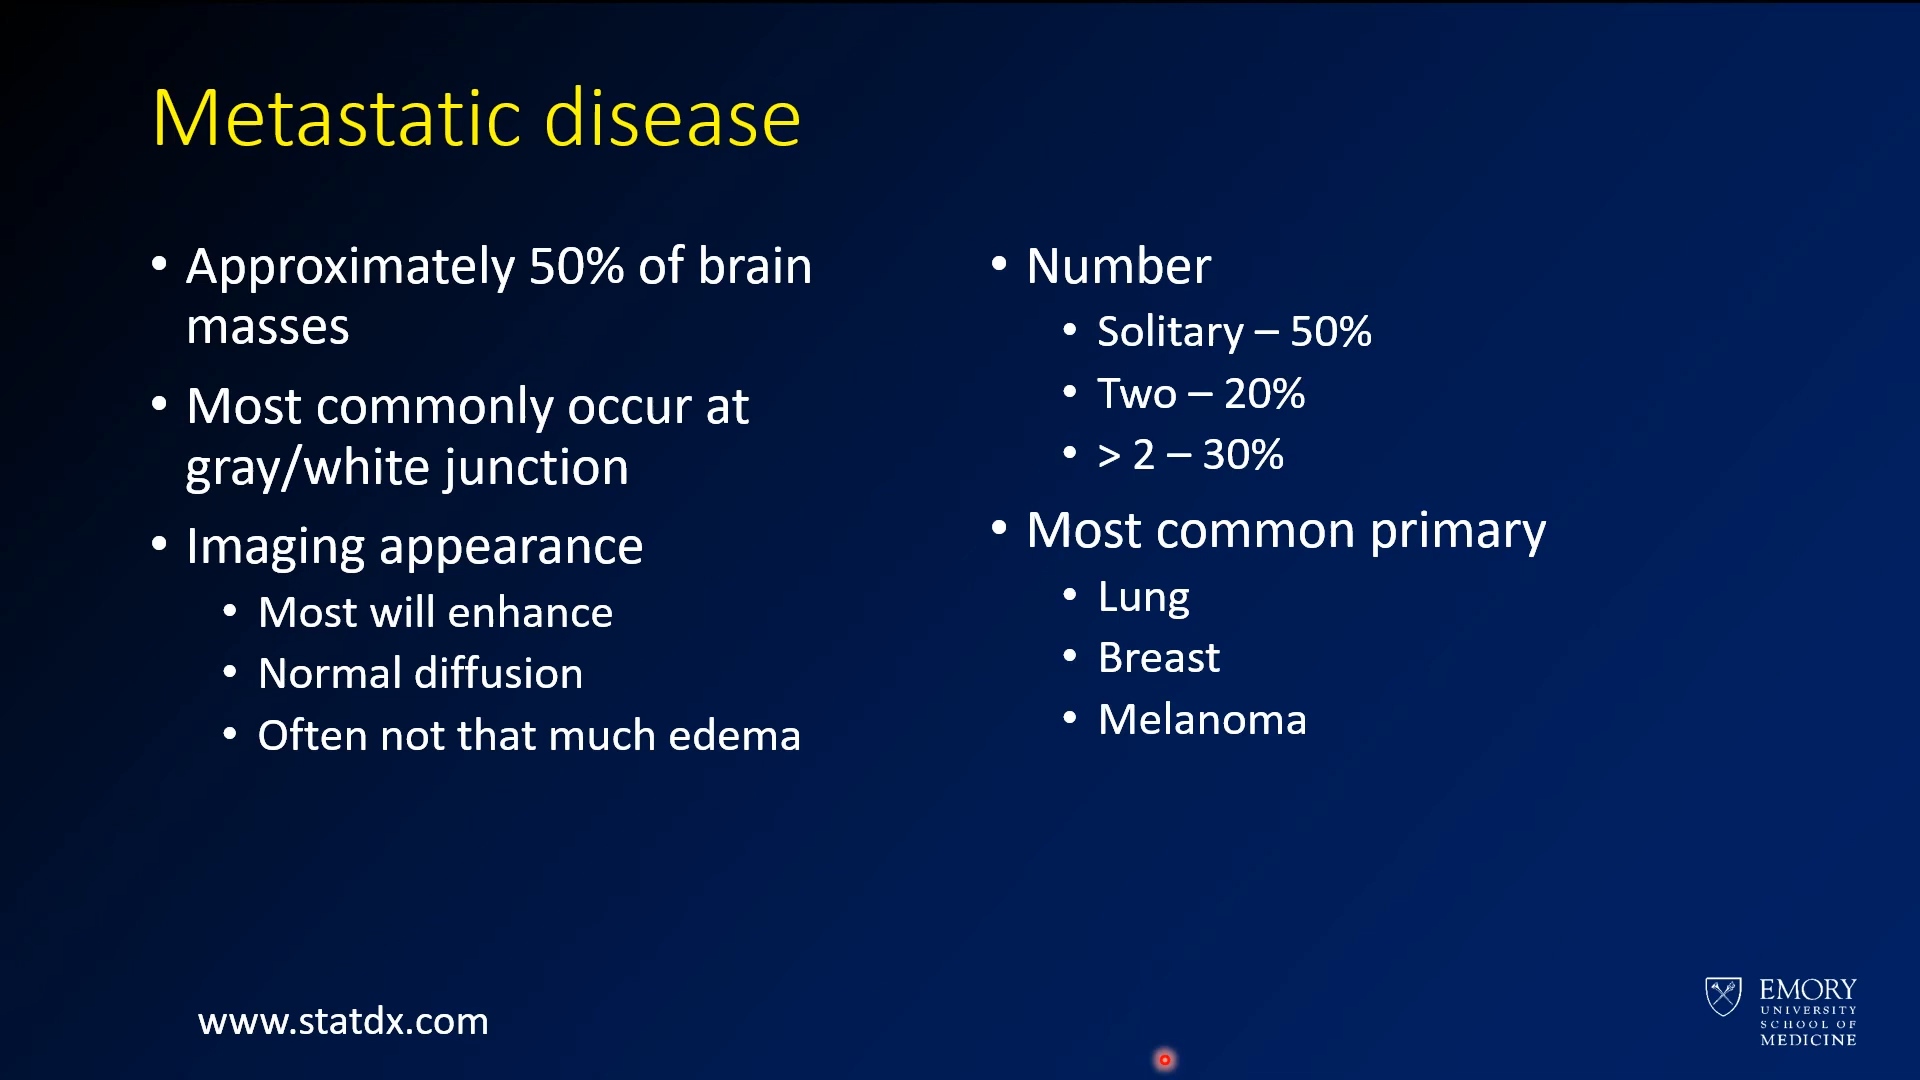 Metastatic disease
• Approximately 50% of brain
masses
• Most commonly occur at
gray/white junction
• Imaging appearance
• Most will enhance
• Normal diffusion
• Often not that much edema
• Number
• Solitary – 50%
• Two – 20%
• > 2 – 30%
• Most common primary
• Lung
• Breast
• Melanoma
www.statdx.com
EMORY
UNIVERSITY
SCHOOL OF
MEDICINE